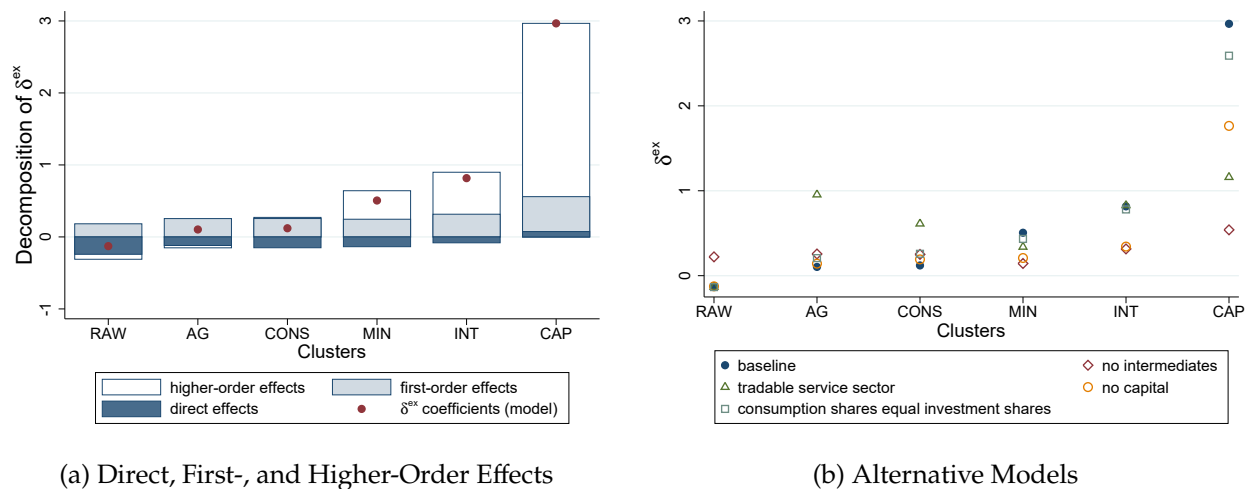 Decomposition of δ^ex
3
2
1
0
-1
RAW
AG
CONS
MIN
INT
CAP
Clusters
higher-order effects
first-order effects
direct effects
δ^ex coefficients (model)
(a) Direct, First-, and Higher-Order Effects
δ^ex
3
2
1
0
RAW
AG
CONS
MIN
INT
CAP
Clusters
baseline
no intermediates
tradable service sector
no capital
consumption shares equal investment shares
(b) Alternative Models